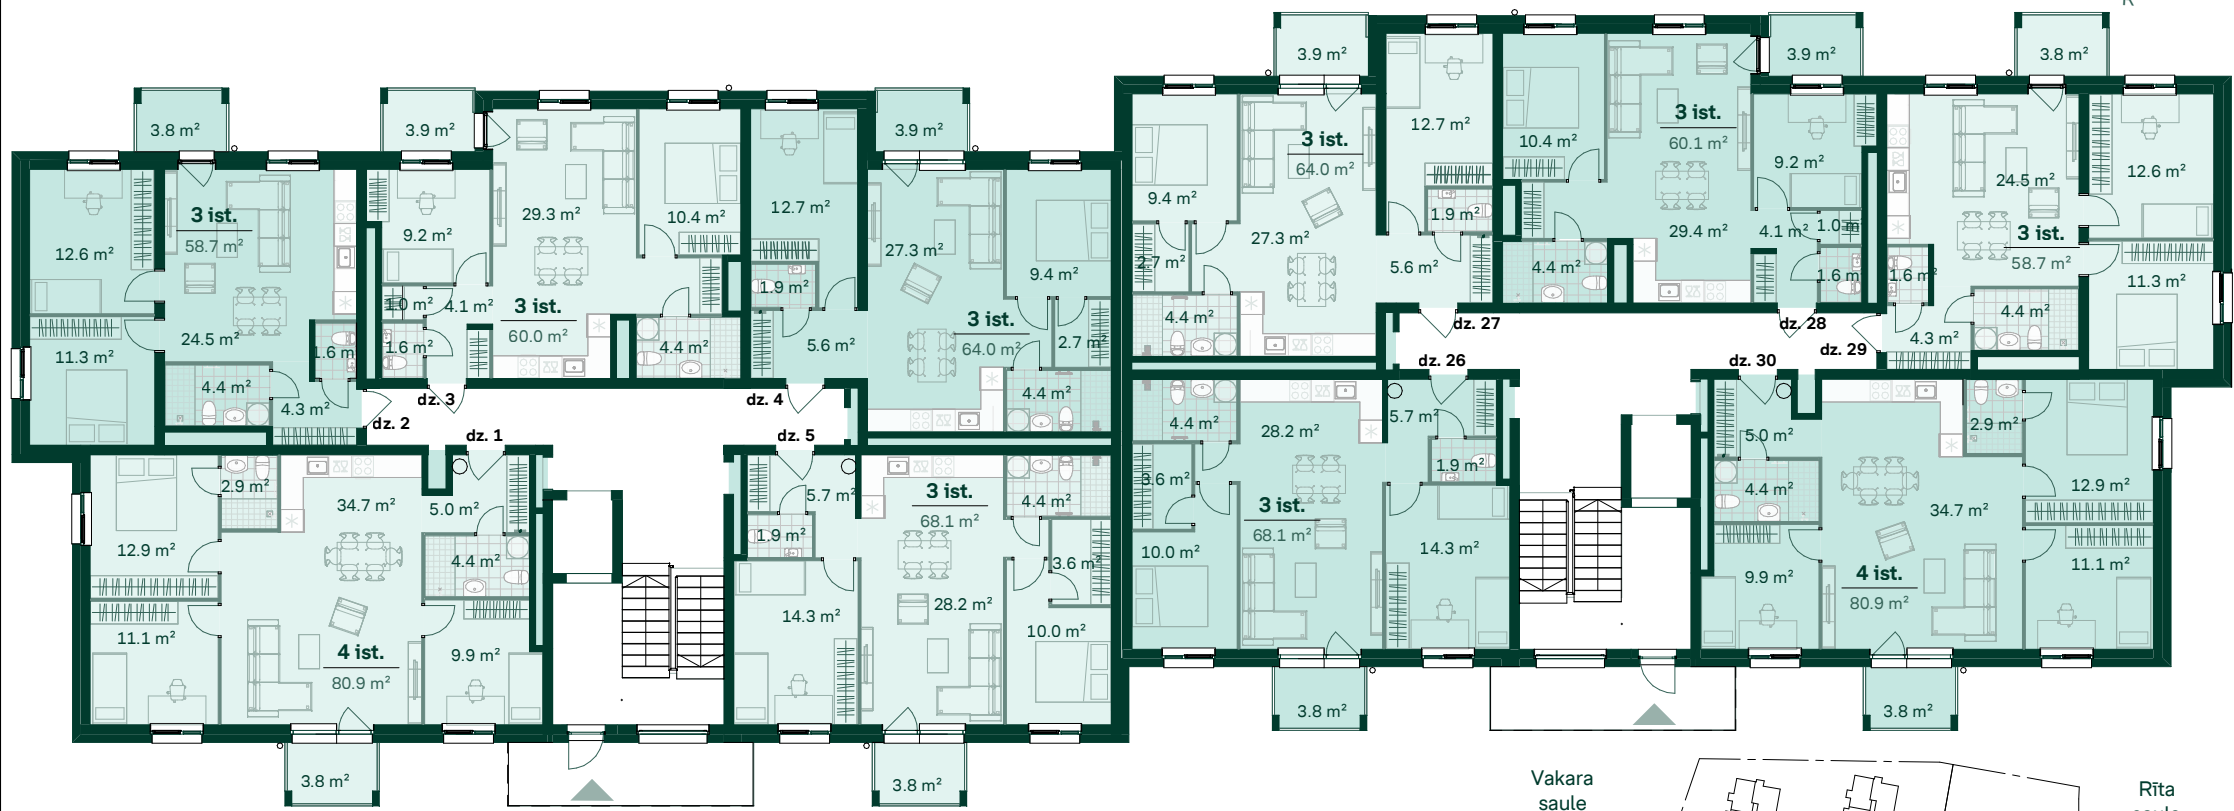 R
3.8 m²
3.9 m²
3.9 m²
12.6 m²
3 ist.
58.7 m²
24.5 m²
11.3 m²
4.4 m²
1.6 m
4.3 m²
dz. 2
9.2 m²
1.0 m²
4.1 m²
1.6 m²
29.3 m²
3 ist.
60.0 m²
10.4 m²
4.4 m²
dz. 3
12.7 m²
1.9 m²
5.6 m²
27.3 m²
9.4 m²
3 ist.
64.0 m²
2.7 m²
4.4 m²
dz. 4
dz. 1
dz. 5
12.9 m²
2.9 m²
34.7 m²
5.0 m²
4.4 m²
11.1 m²
4 ist.
80.9 m²
9.9 m²
3.8 m²
5.7 m²
1.9 m²
14.3 m²
3 ist.
68.1 m²
4.4 m²
3.6 m²
28.2 m²
10.0 m²
3.8 m²
3.9 m²
3.9 m²
3.8 m²
9.4 m²
3 ist.
64.0 m²
12.7 m²
1.9 m²
27.3 m²
2.7 m²
5.6 m²
4.4 m²
dz. 27
10.4 m²
3 ist.
60.1 m²
9.2 m²
29.4 m²
4.1 m²
1.0 m
4.4 m²
1.6 m
dz. 28
24.5 m²
12.6 m²
3 ist.
58.7 m²
1.6 m²
11.3 m²
4.4 m²
4.3 m²
dz. 29
dz. 26
dz. 30
4.4 m²
28.2 m²
5.7 m²
1.9 m²
3.6 m²
3 ist.
68.1 m²
10.0 m²
14.3 m²
3.8 m²
5.0 m²
2.9 m²
4.4 m²
12.9 m²
34.7 m²
9.9 m²
4 ist.
80.9 m²
11.1 m²
3.8 m²
Vakara
saule
Rīta